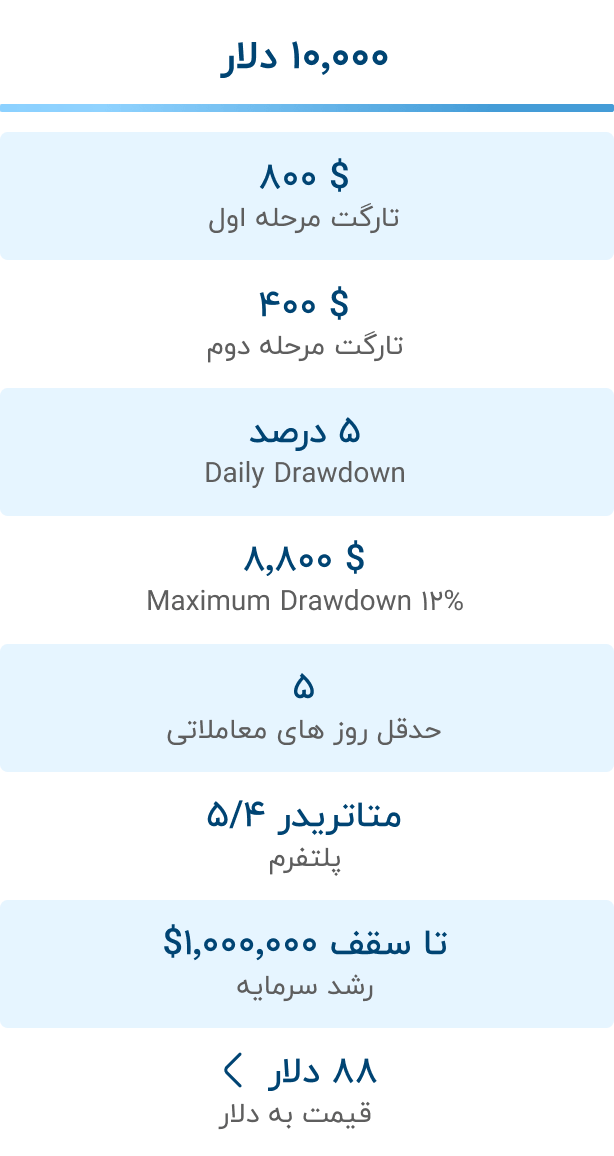 ۱۰,۰۰۰ دلار
۸۰۰ $
تارگت مرحله اول
۴۰۰ $
تارگت مرحله دوم
۵ درصد
Daily Drawdown
۸,۸۰۰ $
Maximum Drawdown ۱۲%
۵
حدقل روز های معاملاتی
متاتریدر ۵/۴
پلتفرم
تا سقف ۱,۰۰۰,۰۰۰$
رشد سرمایه
۸۸ دلار
قیمت به دلار